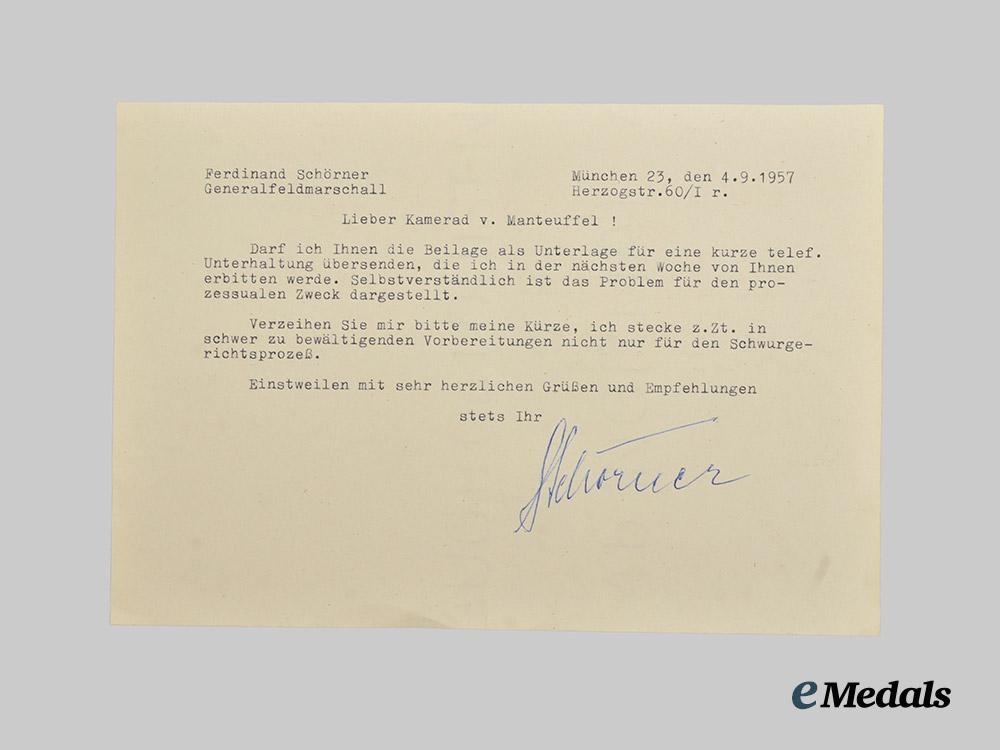 Ferdinand Schörner München 23, den 4.9.1957
Generalfeldmarschall Herzogstr.60/I r.
Lieber Kamerad v. Manteuffel !
Darf ich Ihnen die Beilage als Unterlage für eine kurze telef.
Unterhaltung übersenden, die ich in der nächsten Woche von Ihnen
erbitten werde. Selbstverständlich ist das Problem für den pro-
zessualen Zweck dargestellt.
Verzeihen Sie mir bitte meine Kürze, ich stecke z.Zt. in
schwer zu bewältigenden Vorbereitungen nicht nur für den Schwurge-
richtsprozeß.
Einstweilen mit sehr herzlichen Grüßen und Empfehlungen
stets Ihr
Schörner
eMedals